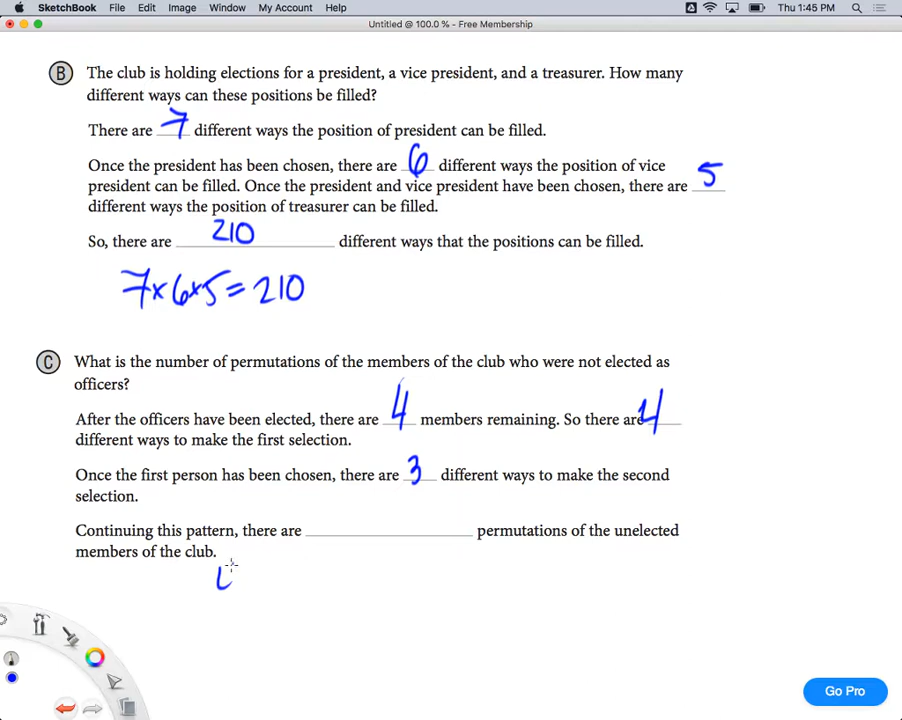 SketchBook File Edit Image Window My Account Help Thu 1:45 PM
Untitled @ 100.0 % - Free Membership
B The club is holding elections for a president, a vice president, and a treasurer. How many
different ways can these positions be filled?
There are 7 different ways the position of president can be filled.
Once the president has been chosen, there are 6 different ways the position of vice
president can be filled. Once the president and vice president have been chosen, there are 5
different ways the position of treasurer can be filled.
So, there are 210 different ways that the positions can be filled.
7×6×5=210
C What is the number of permutations of the members of the club who were not elected as
officers?
After the officers have been elected, there are 4 members remaining. So there are 4
different ways to make the first selection.
Once the first person has been chosen, there are 3 different ways to make the second
selection.
Continuing this pattern, there are ____ permutations of the unelected
members of the club.
Go Pro